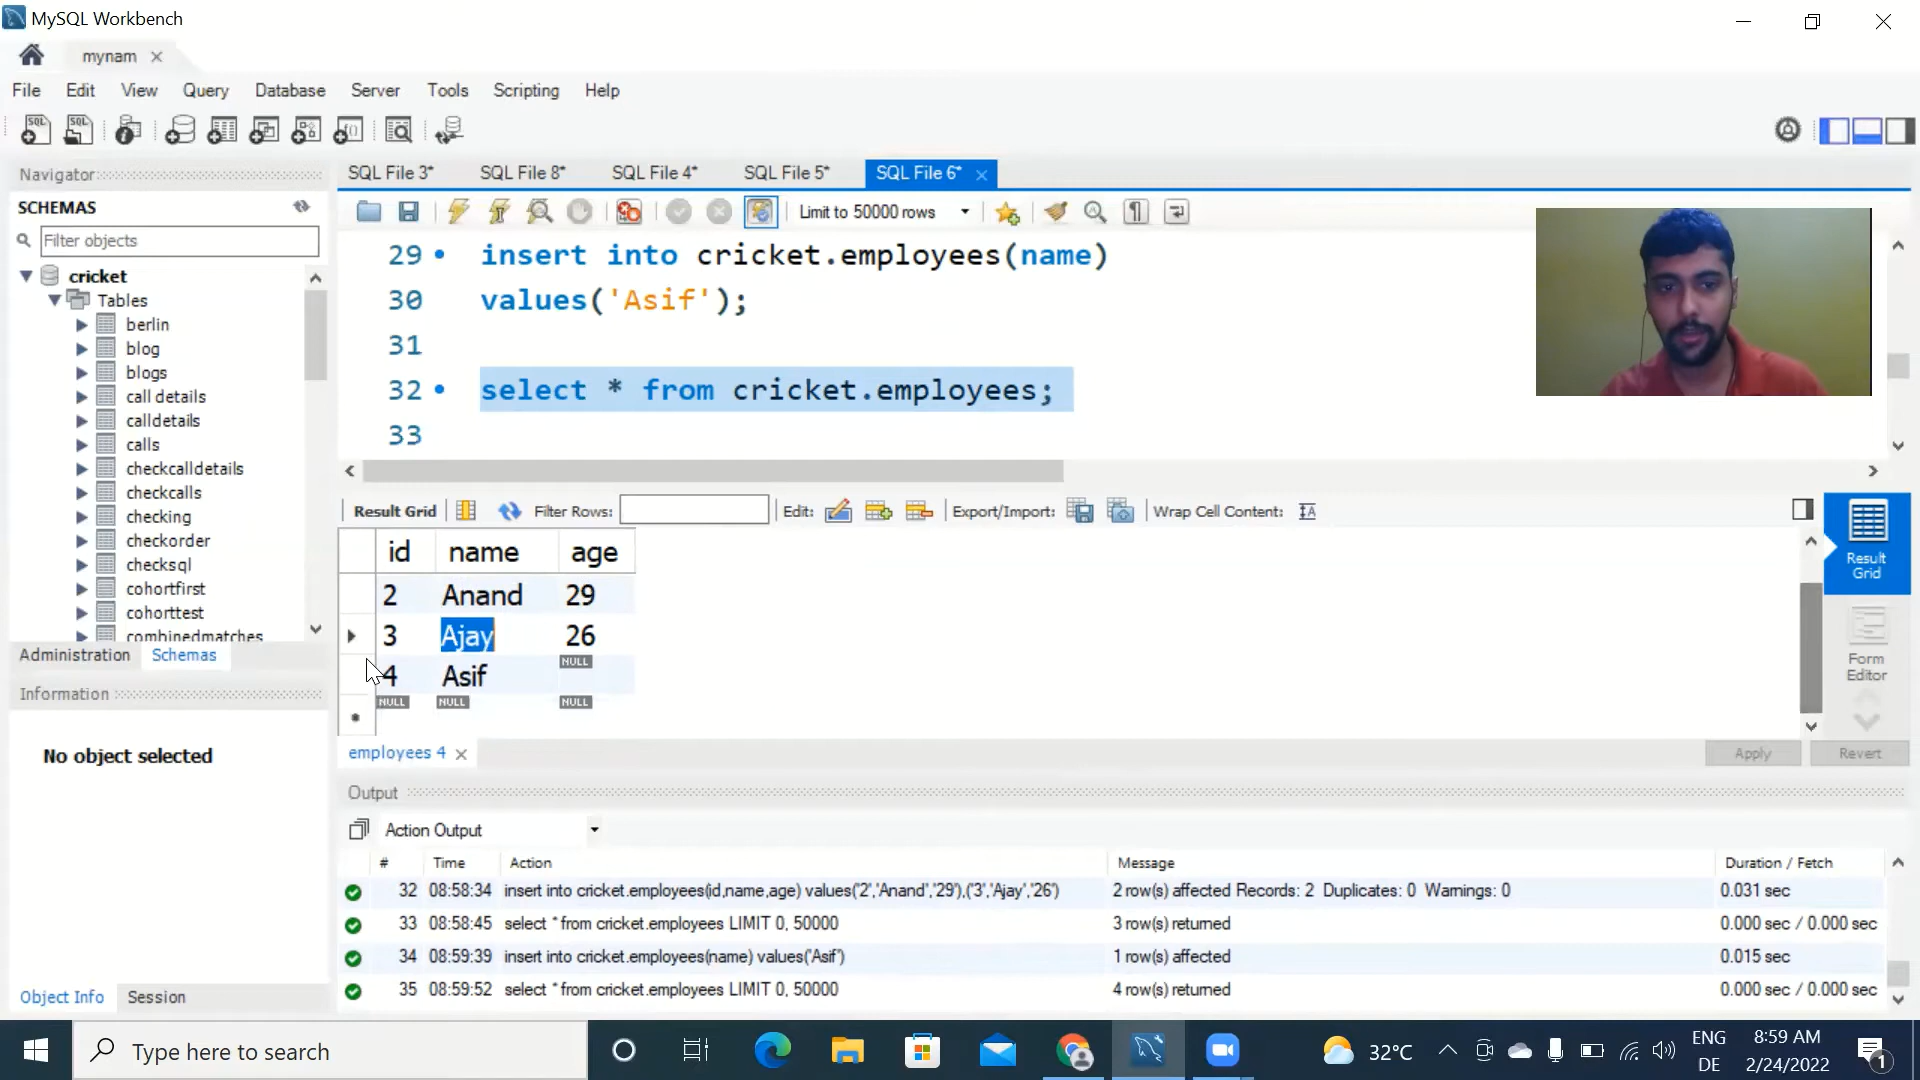 MySQL Workbench
mynam
File Edit View Query Database Server Tools Scripting Help
Navigator
SCHEMAS
Filter objects
cricket
Tables
berlin
blog
blogs
call details
calldetails
calls
checkcalldetails
checkcalls
checking
checkorder
checksql
cohortfirst
cohorttest
combinedmatches
Administration Schemas
Information
No object selected
Object Info Session
SQL File 3* SQL File 8* SQL File 4* SQL File 5* SQL File 6*
Limit to 50000 rows
29 insert into cricket.employees(name)
30 values('Asif');
31
32 select * from cricket.employees;
33
Result Grid Filter Rows: Edit: Export/Import: Wrap Cell Content:
id name age
2 Anand 29
3 Ajay 26
4 Asif NULL
NULL NULL NULL
Result Grid
Form Editor
employees 4 Apply Revert
Output
Action Output
# Time Action Message Duration / Fetch
32 08:58:34 insert into cricket.employees(id,name,age) values('2','Anand','29'),('3','Ajay','26') 2 row(s) affected Records: 2 Duplicates: 0 Warnings: 0 0.031 sec
33 08:58:45 select * from cricket.employees LIMIT 0, 50000 3 row(s) returned 0.000 sec / 0.000 sec
34 08:59:39 insert into cricket.employees(name) values('Asif') 1 row(s) affected 0.015 sec
35 08:59:52 select * from cricket.employees LIMIT 0, 50000 4 row(s) returned 0.000 sec / 0.000 sec
Type here to search
32°C
ENG
DE
8:59 AM
2/24/2022
1